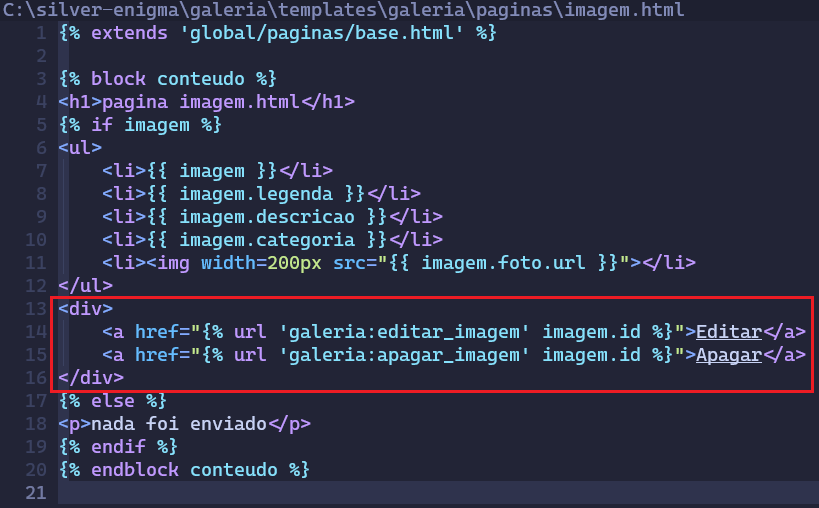 C:\silver-enigma\galeria\templates\galeria\paginas\imagem.html
1 {% extends 'global/paginas/base.html' %}
2
3 {% block conteudo %}
4 <h1>pagina imagem.html</h1>
5 {% if imagem %}
6 <ul>
7     <li>{{ imagem }}</li>
8     <li>{{ imagem.legenda }}</li>
9     <li>{{ imagem.descricao }}</li>
10     <li>{{ imagem.categoria }}</li>
11     <li><img width=200px src="{{ imagem.foto.url }}"></li>
12 </ul>
13 <div>
14     <a href="{% url 'galeria:editar_imagem' imagem.id %}">Editar</a>
15     <a href="{% url 'galeria:apagar_imagem' imagem.id %}">Apagar</a>
16 </div>
17 {% else %}
18 <p>nada foi enviado</p>
19 {% endif %}
20 {% endblock conteudo %}
21